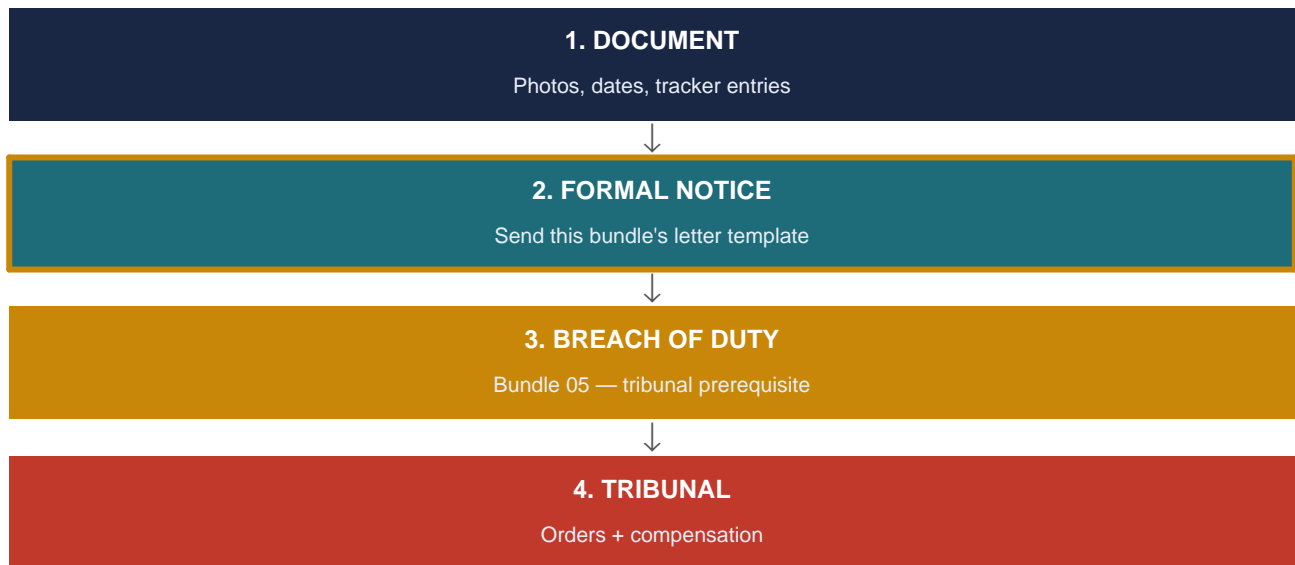 1. DOCUMENT
Photos, dates, tracker entries
2. FORMAL NOTICE
Send this bundle's letter template
3. BREACH OF DUTY
Bundle 05 — tribunal prerequisite
4. TRIBUNAL
Orders + compensation